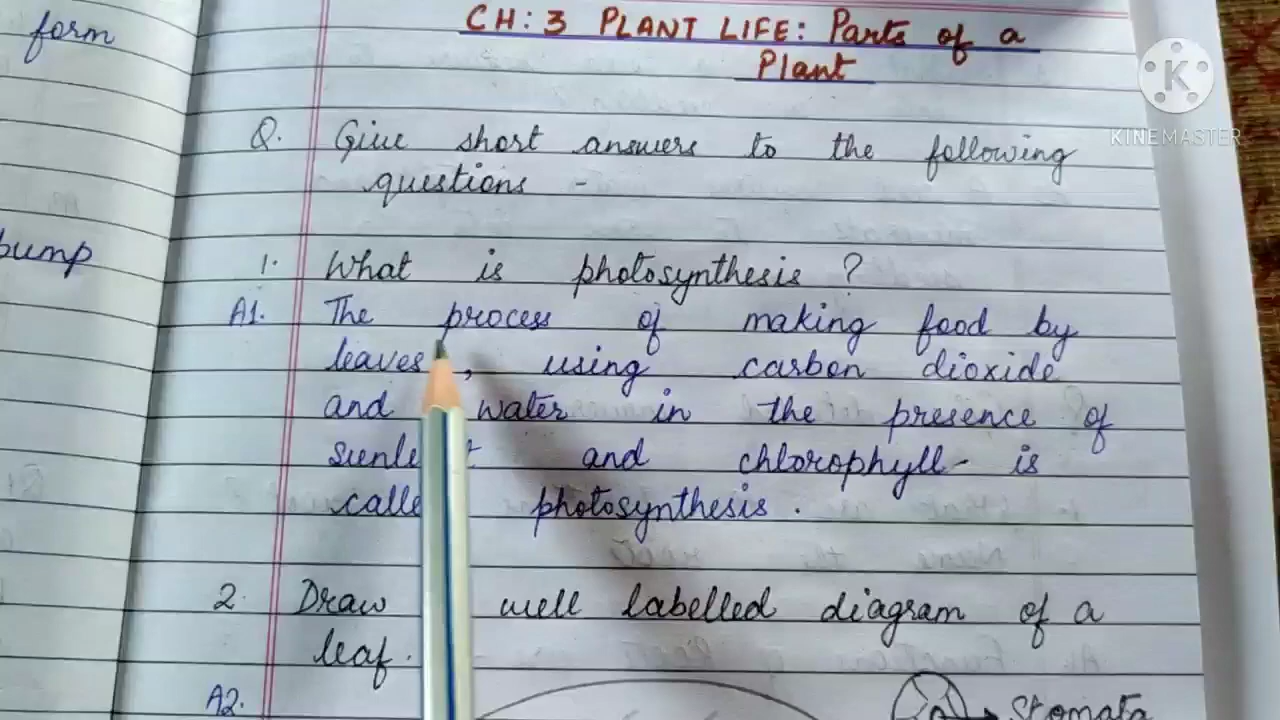 form
bump
CH: 3 PLANT LIFE: Parts of a
Plant
KINEMASTER
Q. Give short answers to the following
questions -
1. What is photosynthesis ?
A1. The process of making food by
leaves, using carbon dioxide
and water in the presence of
and chlorophyll- is
photosynthesis .
2. Draw well labelled diagram of a
leaf.
A2.
Stomata